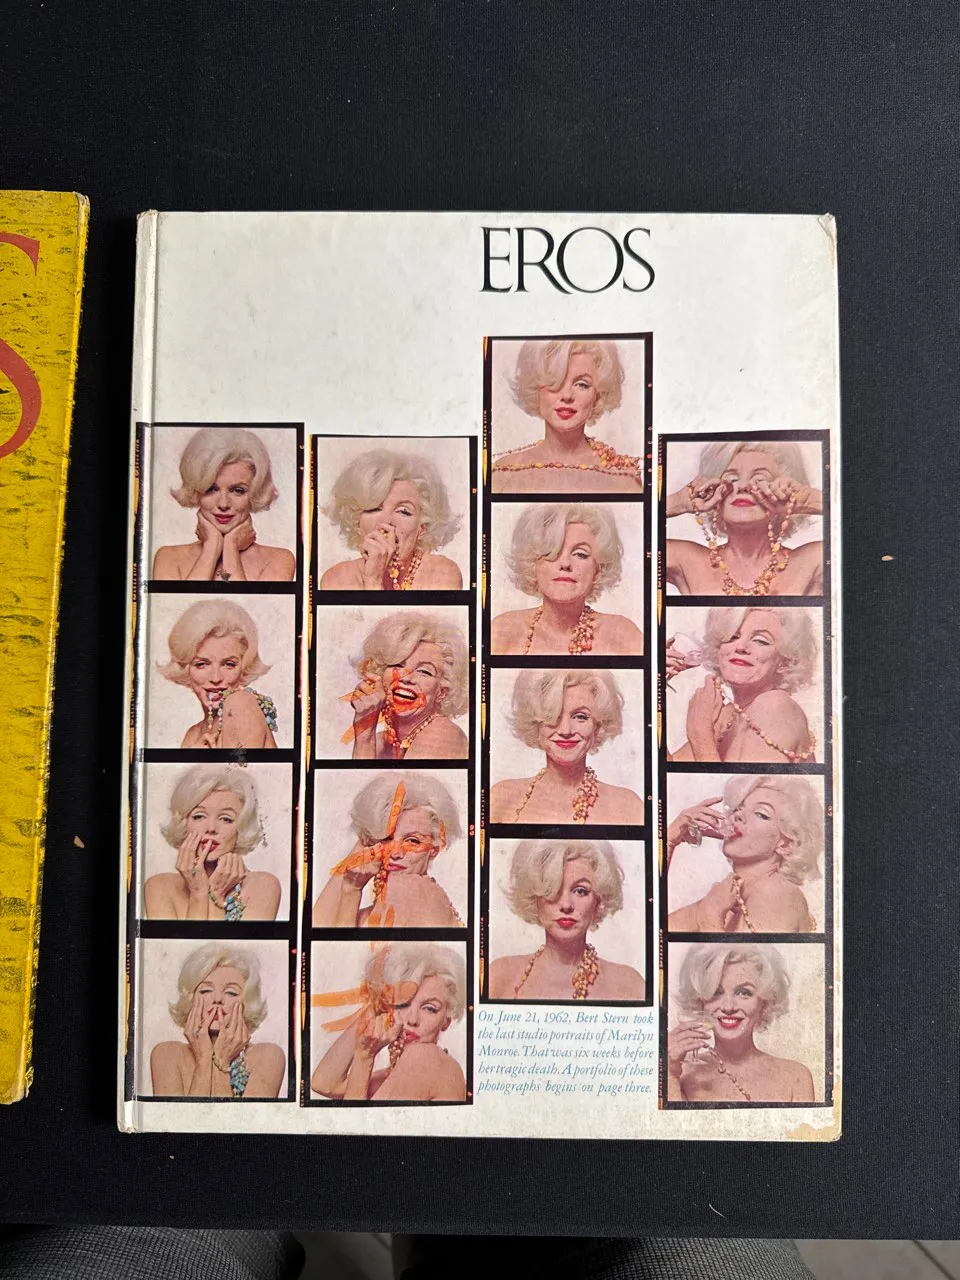 S
EROS
On June 21, 1962, Bert Stern took
the last studio portraits of Marilyn
Monroe. That was six weeks before
her tragic death. A portfolio of these
photographs begins on page three.